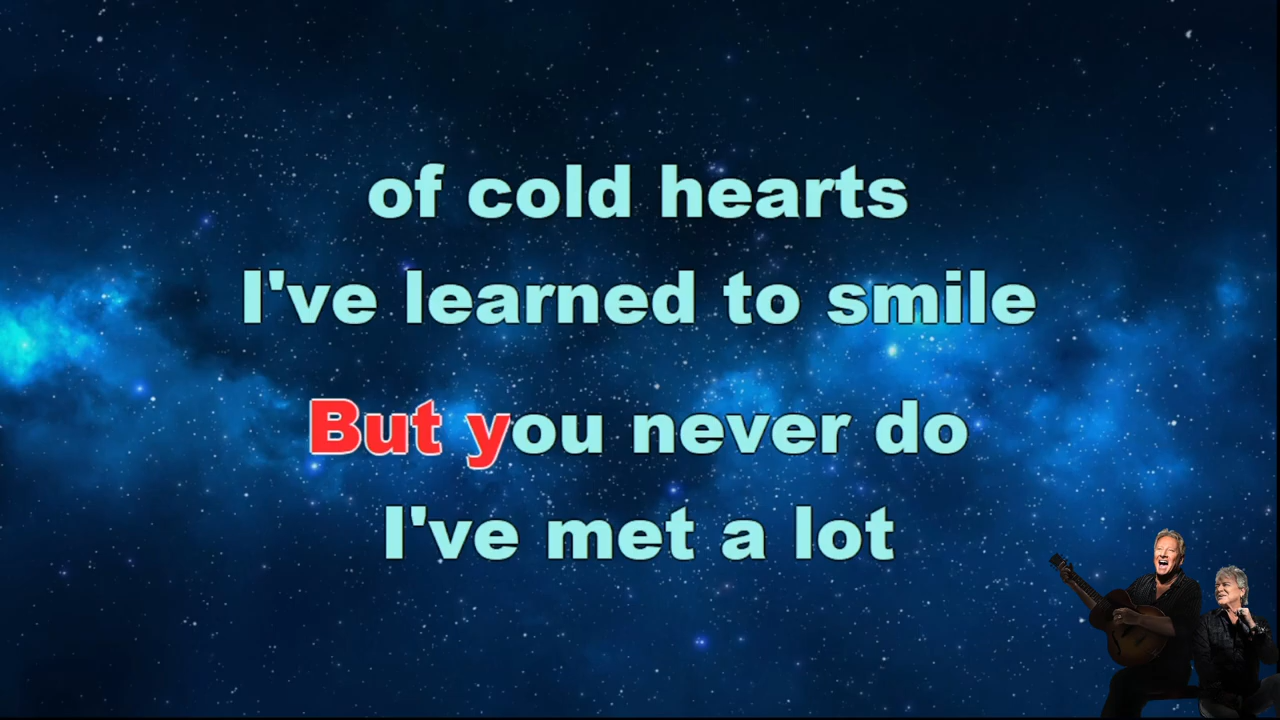 of cold hearts
I've learned to smile
But you never do
I've met a lot